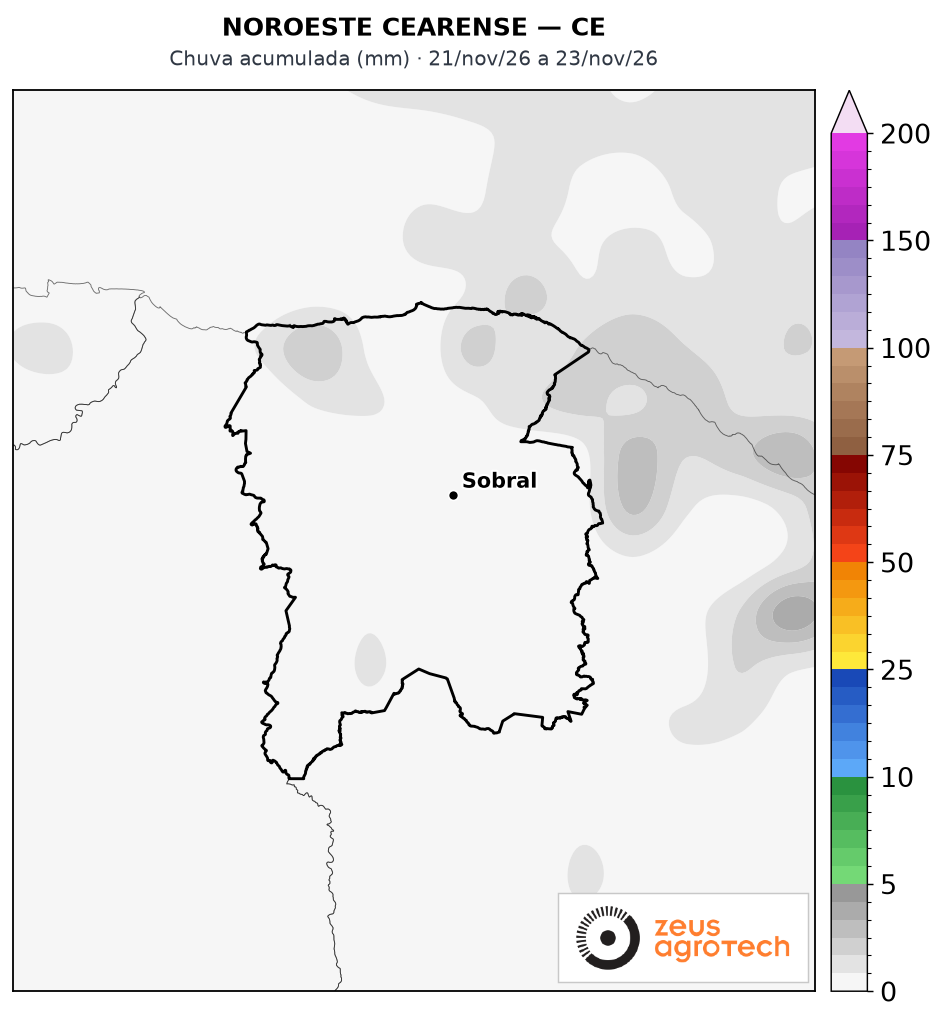 NOROESTE CEARENSE — CE
Chuva acumulada (mm) · 21/nov/26 a 23/nov/26
200
150
100
75
50
25
10
5
0
Sobral
zeus
agrotech